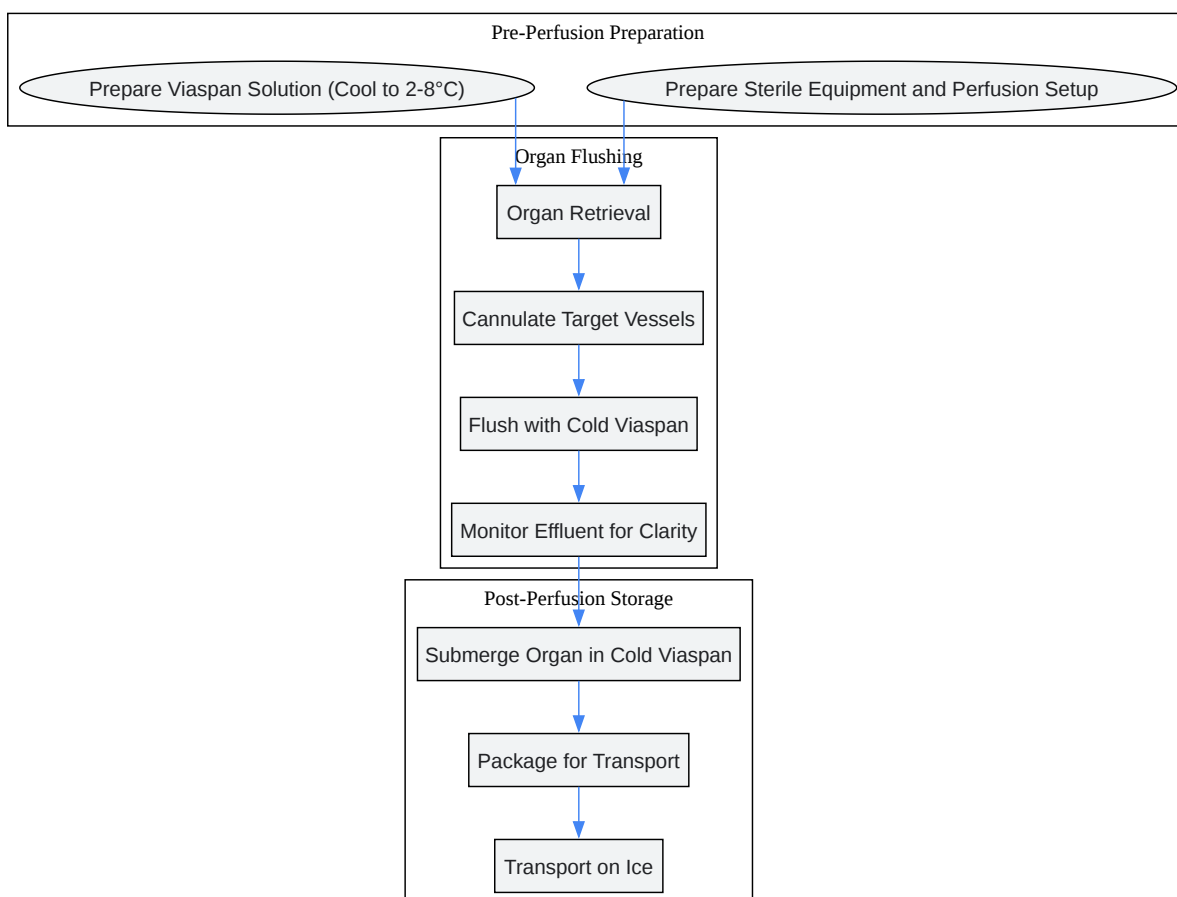 Pre-Perfusion Preparation
Prepare Viaspan Solution (Cool to 2-8°C)
Prepare Sterile Equipment and Perfusion Setup
Organ Flushing
Organ Retrieval
Cannulate Target Vessels
Flush with Cold Viaspan
Monitor Effluent for Clarity
Post-Perfusion Storage
Submerge Organ in Cold Viaspan
Package for Transport
Transport on Ice